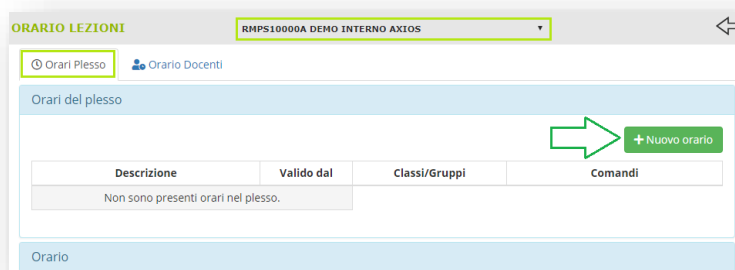 ORARIO LEZIONI RMPS10000A DEMO INTERNO AXIOS
Orari Plesso Orario Docenti
Orari del plesso
+ Nuovo orario
Descrizione Valido dal Classi/Gruppi Comandi
Non sono presenti orari nel plesso.
Orario